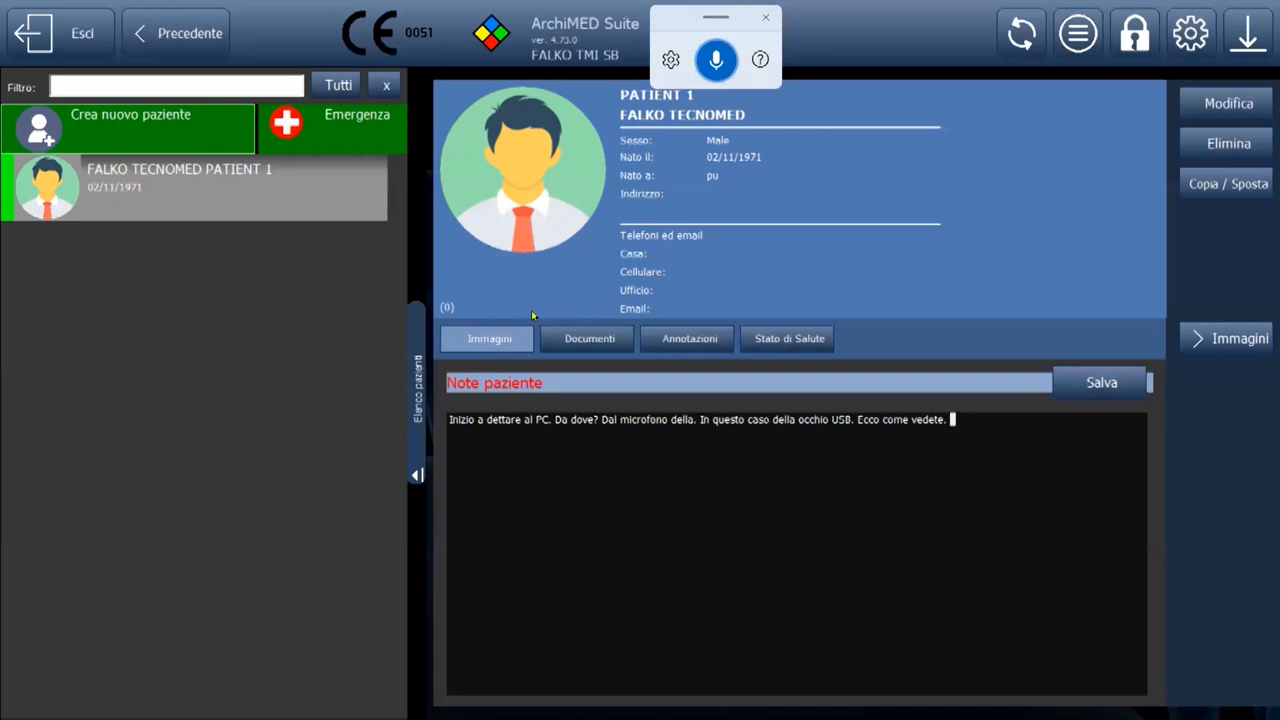 Esci
Precedente
CE 0051
ArchiMED Suite
ver. 4.73.0
FALKO TMI SB
Filtro:
Tutti
x
Crea nuovo paziente
Emergenza
FALKO TECNOMED PATIENT 1
02/11/1971
PATIENT 1
FALKO TECNOMED
Sesso: Male
Nato il: 02/11/1971
Nato a: pu
Indirizzo:
Telefoni ed email
Casa:
Cellulare:
Ufficio:
Email:
(0)
Modifica
Elimina
Copia / Sposta
Immagini
Immagini
Documenti
Annotazioni
Stato di Salute
Elenco pazienti
Note paziente
Salva
Inizio a dettare al PC. Da dove? Dal microfono della. In questo caso della occhio USB. Ecco come vedete.